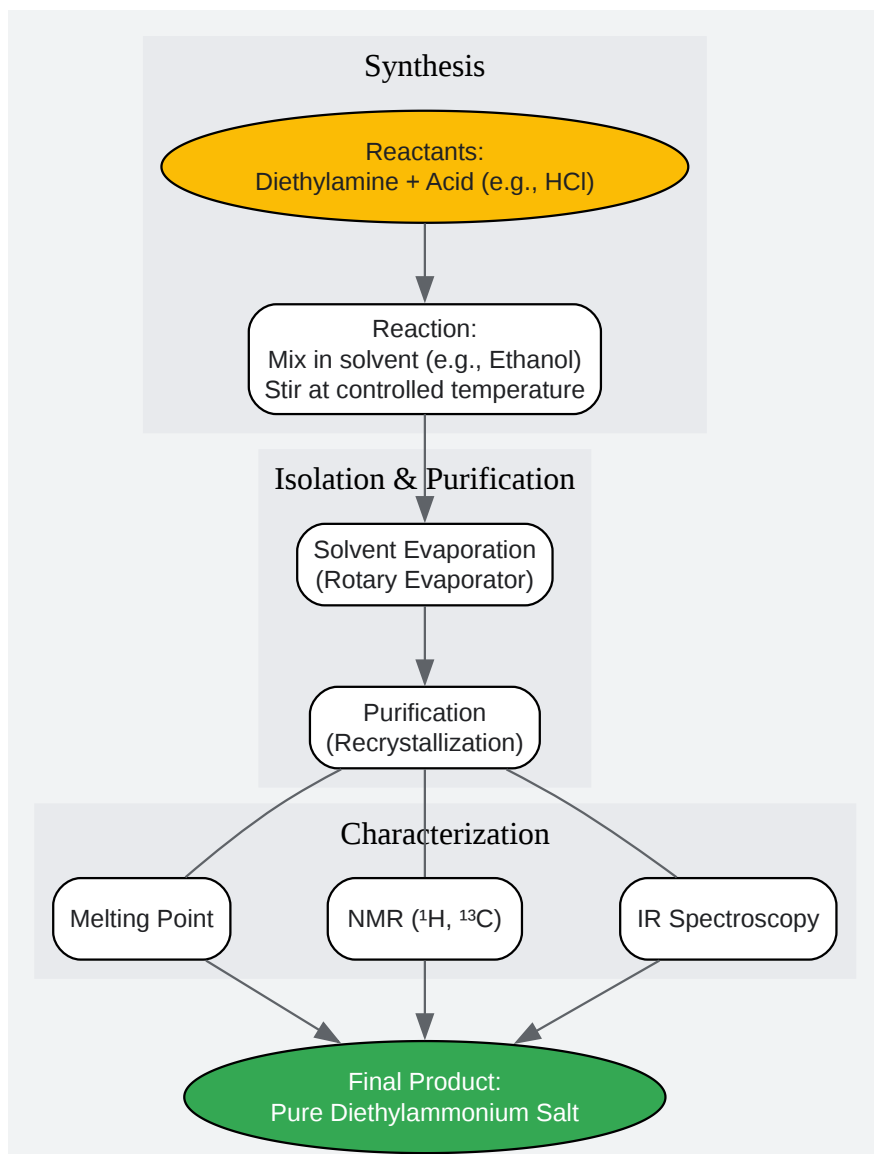 Synthesis
Reactants:
Diethylamine + Acid (e.g., HCl)
Reaction:
Mix in solvent (e.g., Ethanol)
Stir at controlled temperature
Isolation & Purification
Solvent Evaporation
(Rotary Evaporator)
Purification
(Recrystallization)
Characterization
Melting Point
NMR (¹H, ¹³C)
IR Spectroscopy
Final Product:
Pure Diethylammonium Salt